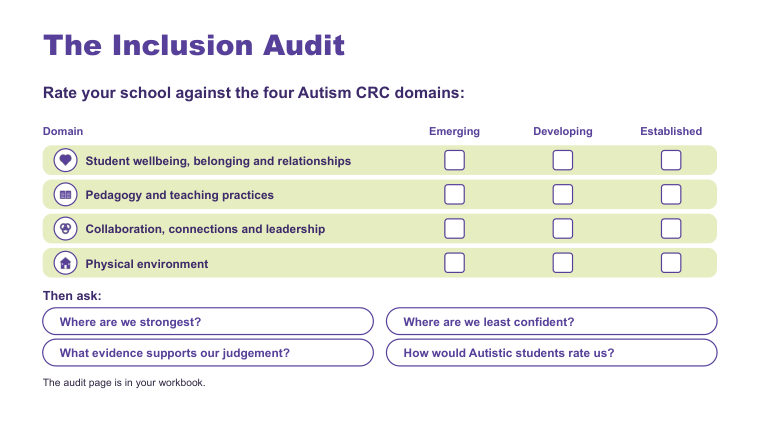 The Inclusion Audit
Rate your school against the four Autism CRC domains:
Domain Emerging Developing Established
Student wellbeing, belonging and relationships
Pedagogy and teaching practices
Collaboration, connections and leadership
Physical environment
Then ask:
Where are we strongest? Where are we least confident?
What evidence supports our judgement? How would Autistic students rate us?
The audit page is in your workbook.